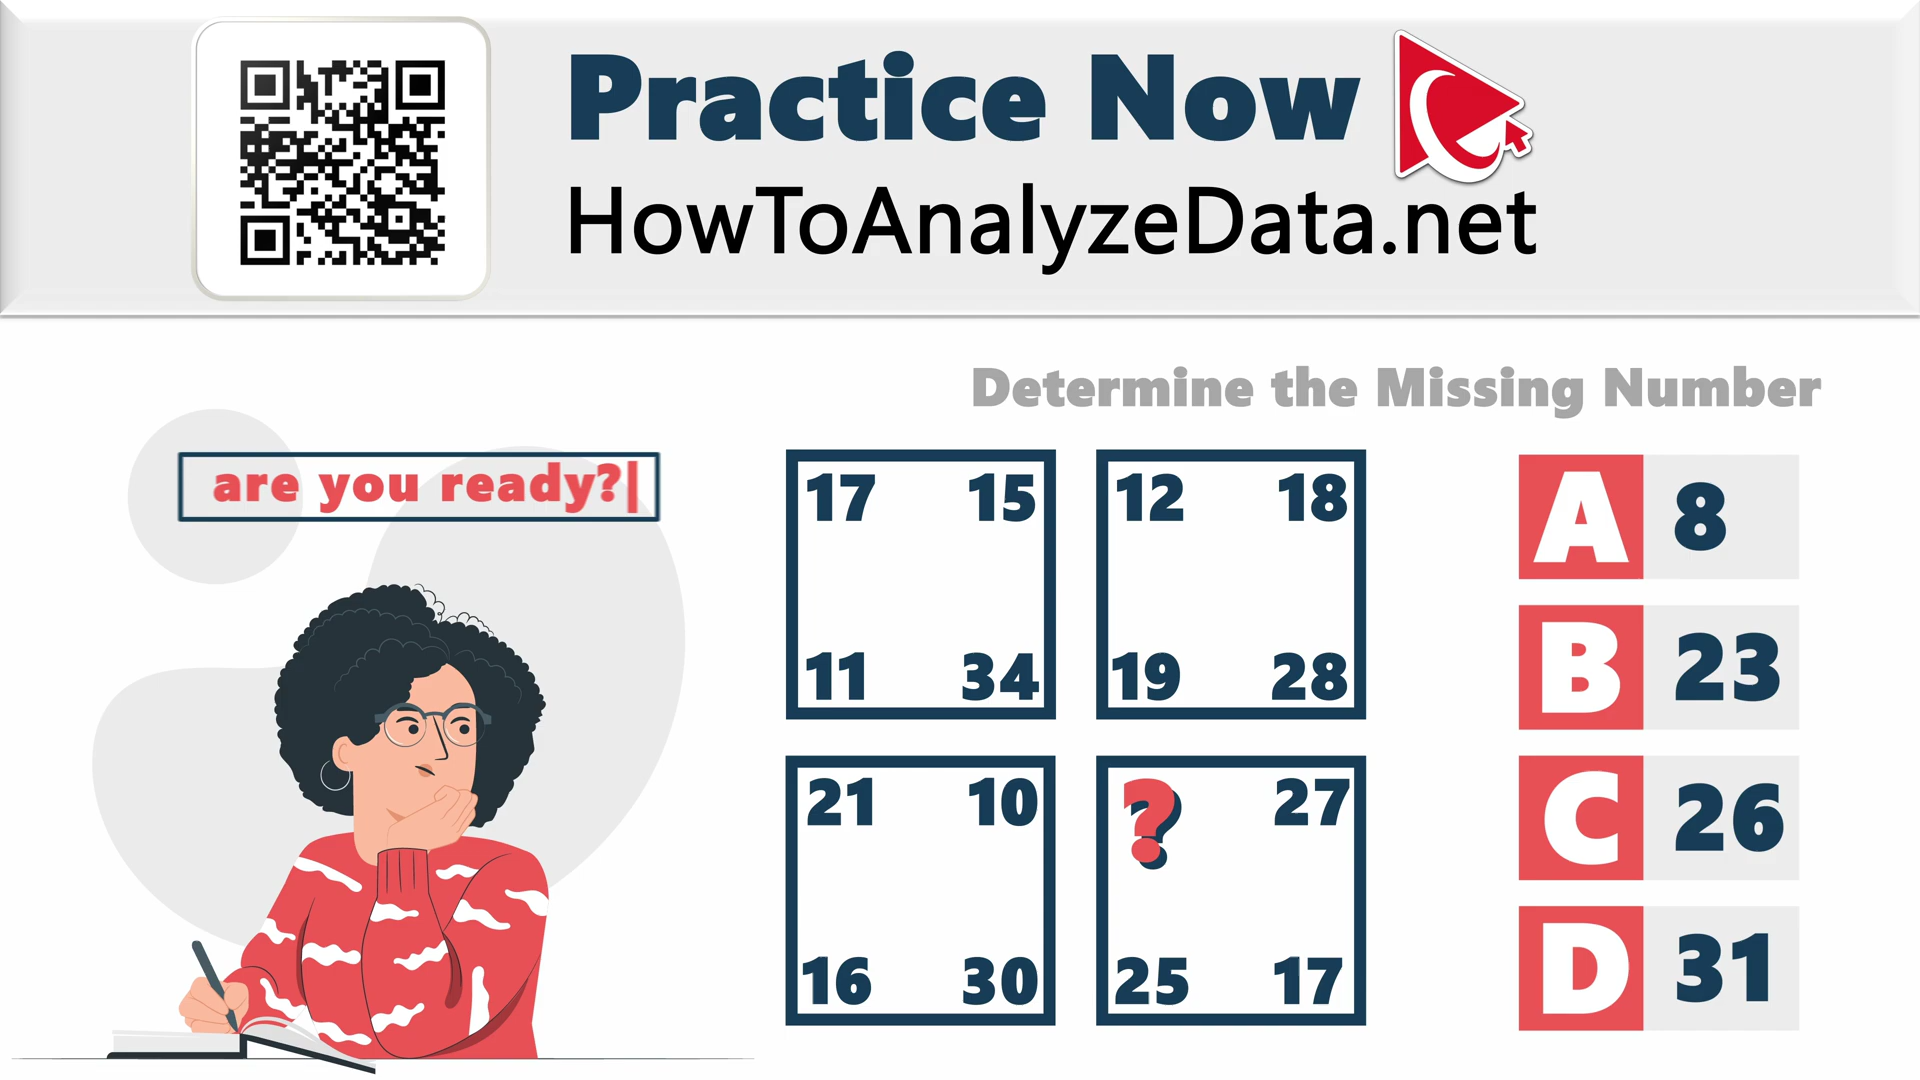 Practice Now
HowToAnalyzeData.net
Determine the Missing Number
are you ready?|
17 15
11 34
12 18
19 28
21 10
16 30
? 27
25 17
A 8
B 23
C 26
D 31